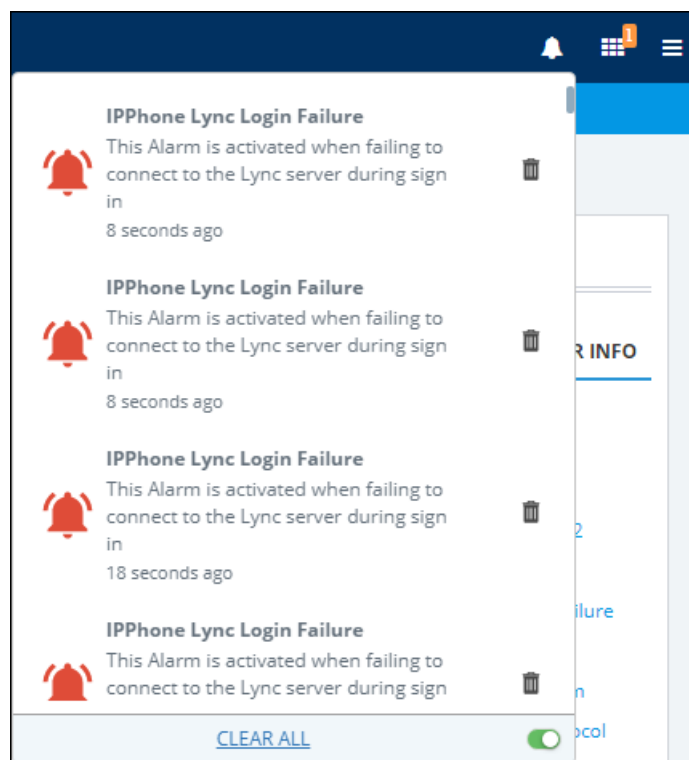 1
IPPhone Lync Login Failure
This Alarm is activated when failing to
connect to the Lync server during sign
in
8 seconds ago
IPPhone Lync Login Failure
This Alarm is activated when failing to
connect to the Lync server during sign
in
8 seconds ago
R INFO
IPPhone Lync Login Failure
This Alarm is activated when failing to
connect to the Lync server during sign
in
18 seconds ago
2
ilure
IPPhone Lync Login Failure
This Alarm is activated when failing to
connect to the Lync server during sign
m
ocol
CLEAR ALL